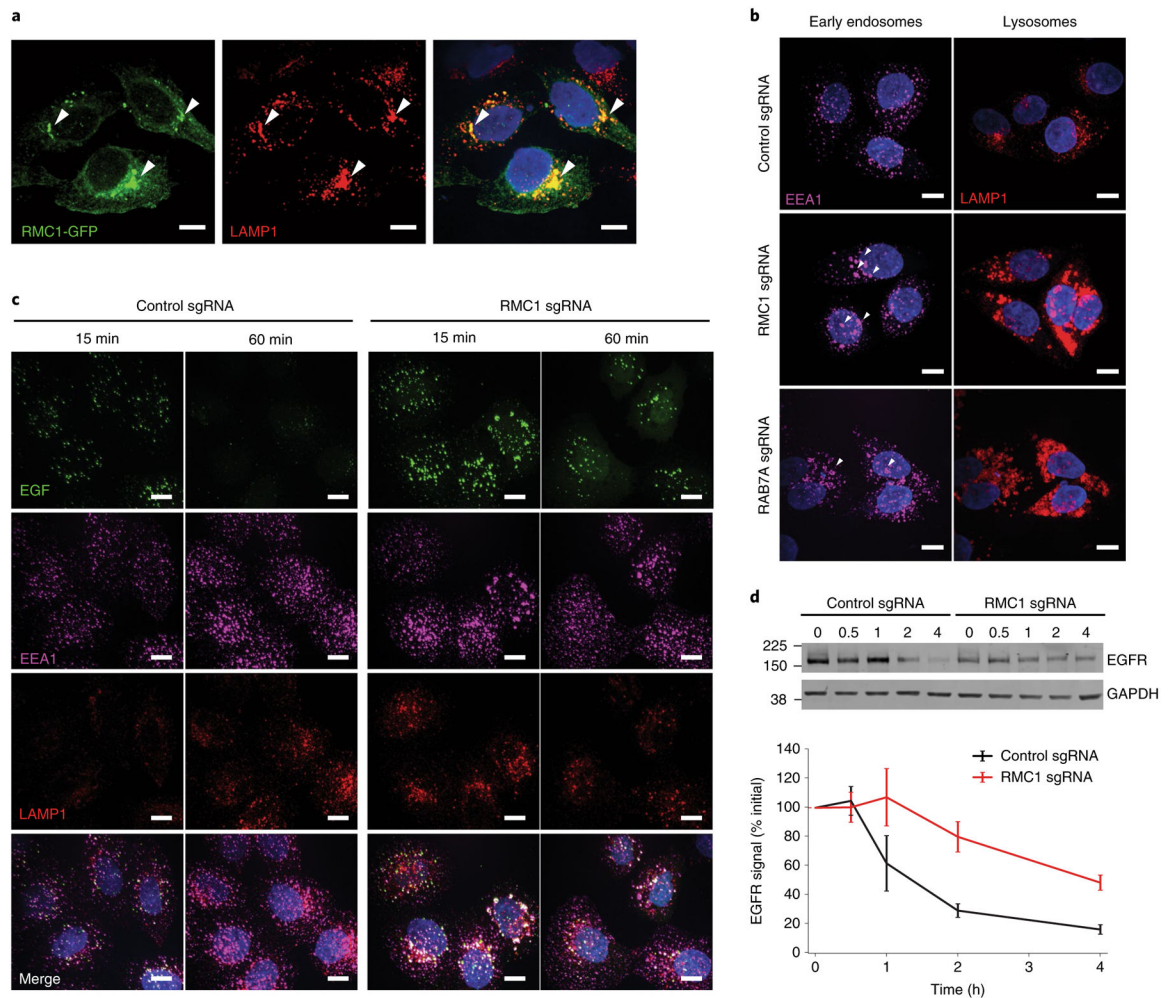 a
RMC1-GFP
LAMP1
b
Early endosomes
Lysosomes
Control sgRNA
EEA1
LAMP1
RMC1 sgRNA
RAB7A sgRNA
c
Control sgRNA
RMC1 sgRNA
15 min
60 min
15 min
60 min
EGF
EEA1
LAMP1
Merge
d
Control sgRNA
RMC1 sgRNA
0 0.5 1 2 4 0 0.5 1 2 4
225
150
EGFR
38
GAPDH
140
120
100
80
60
40
20
0
Control sgRNA
RMC1 sgRNA
EGFR signal (% initial)
0 1 2 3 4
Time (h)